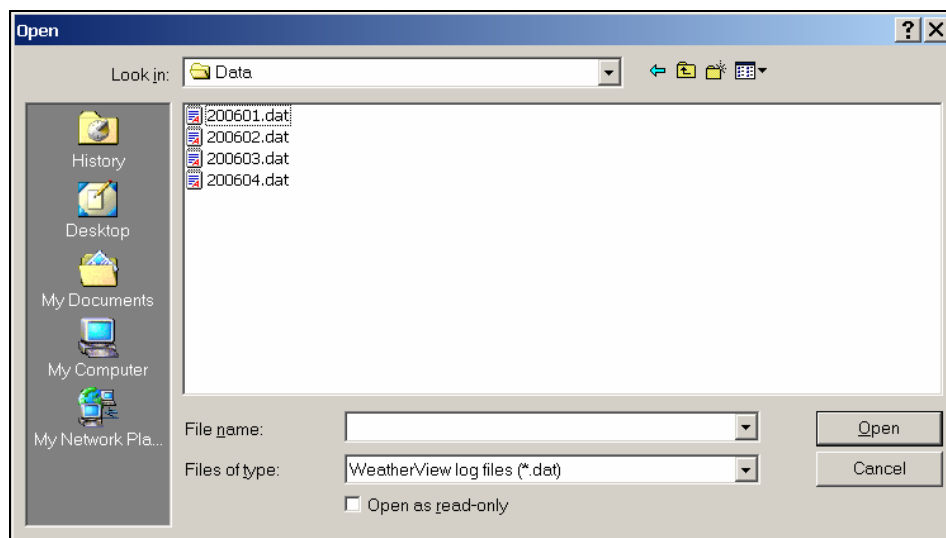 Open
Look in: Data
200601.dat
200602.dat
200603.dat
200604.dat
History
Desktop
My Documents
My Computer
My Network Pla...
File name:
Open
Files of type: WeatherView log files (*.dat)
Cancel
Open as read-only